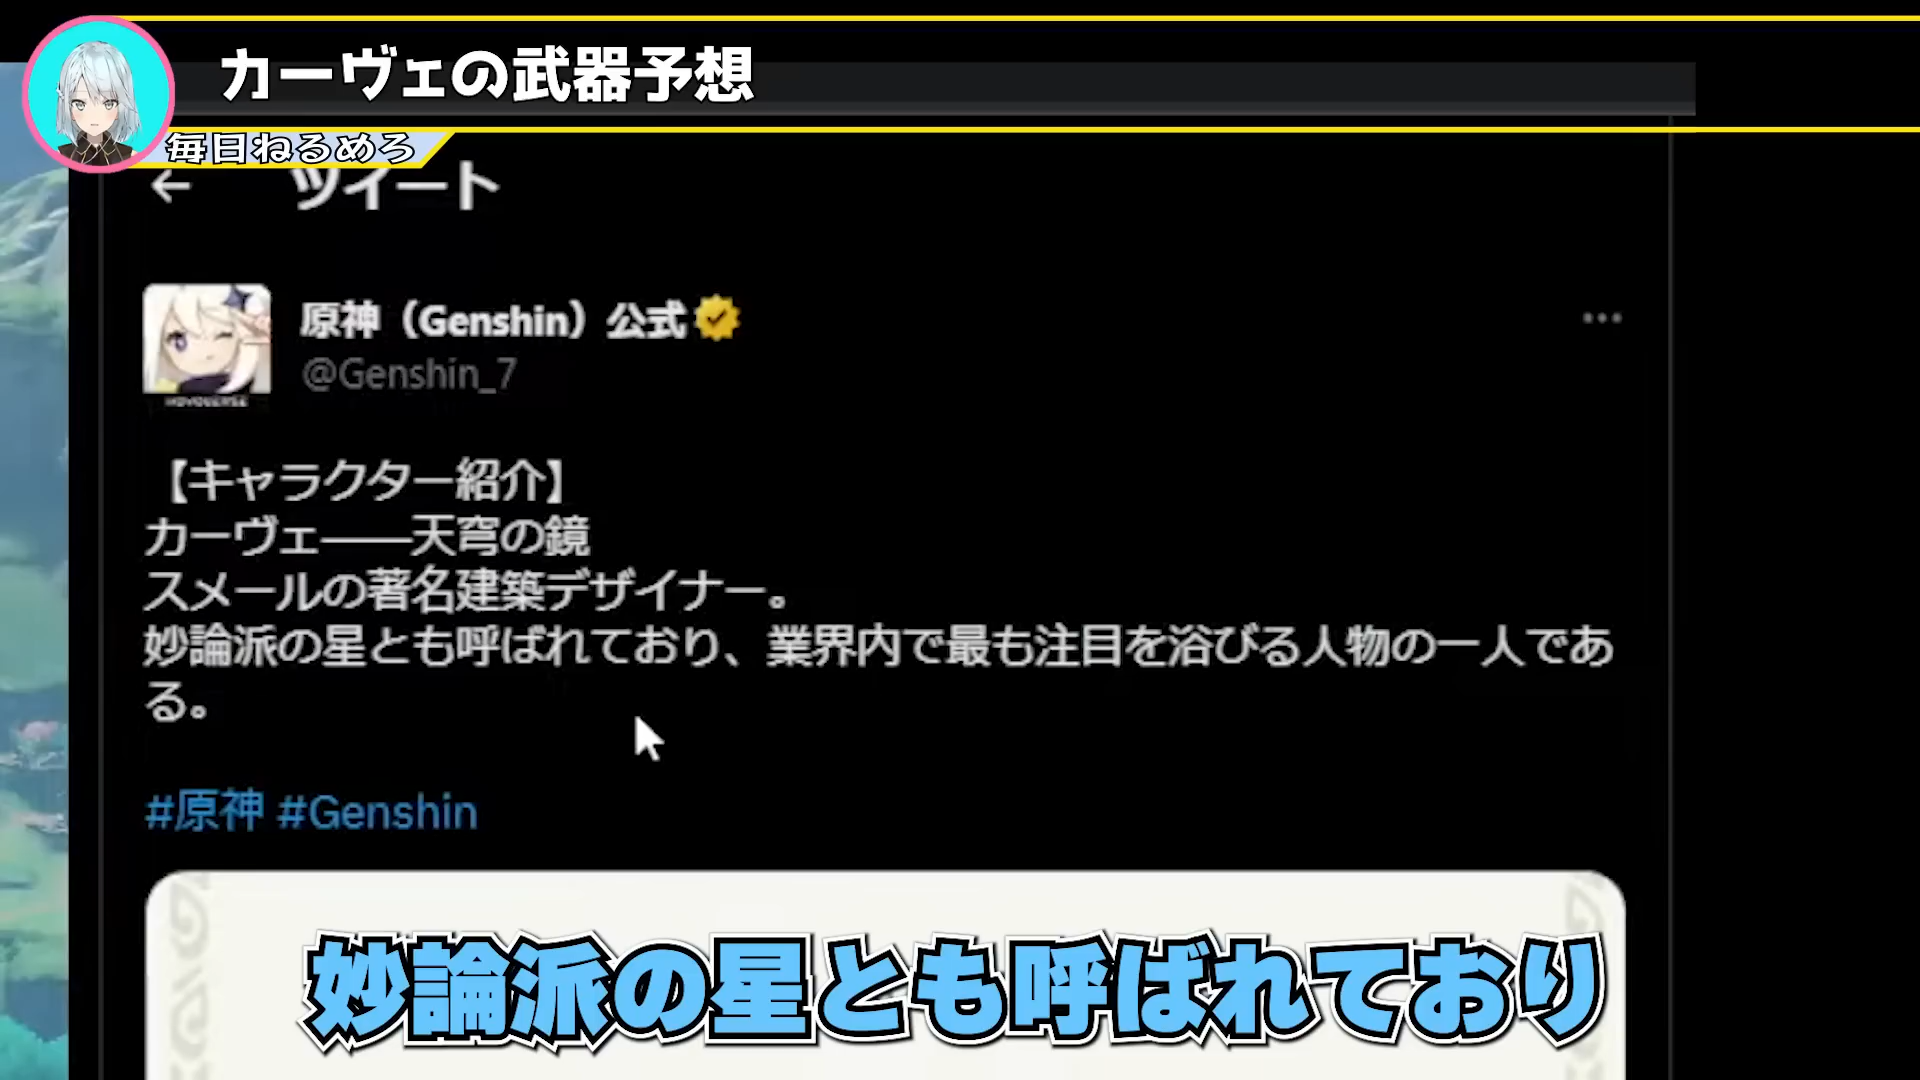 カーヴェの武器予想
毎日ねるめろ
ツイート
原神（Genshin）公式
@Genshin_7
【キャラクター紹介】
カーヴェ——天穹の鏡
スメールの著名建築デザイナー。
妙論派の星とも呼ばれており、業界内で最も注目を浴びる人物の一人であ
る。
#原神 #Genshin
妙論派の星とも呼ばれており